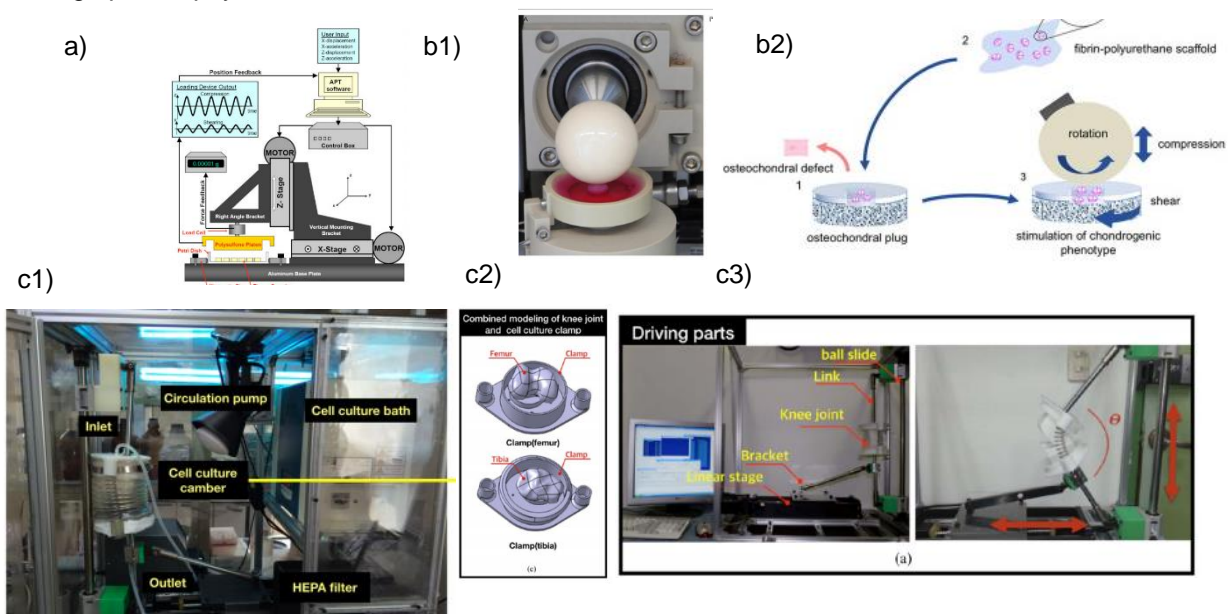 a)
User Input
X-displacement
X-acceleration
Z-displacement
Z-acceleration
Position Feedback
APT
software
Loading Device Output
Compression
Shearing
Control Box
MOTOR
0.00001 g
Force Feedback
Z- Stage
Right Angle Bracket
Vertical Mounting
Bracket
Load Cell
Polysulfone Platen
Petri Dish
X-Stage
MOTOR
Aluminum Base Plate
b1)
A
b2)
2
fibrin-polyurethane scaffold
rotation
compression
osteochondral defect
1
3
shear
osteochondral plug
stimulation of chondrogenic
phenotype
c1)
Circulation pump
Cell culture bath
Inlet
Cell culture
camber
Outlet
HEPA filter
c2)
Combined modeling of knee joint
and cell culture clamp
Femur
Clamp
Clamp(femur)
Tibia
Clamp
Clamp(tibia)
(c)
c3)
Driving parts
ball slide
Link
Knee joint
Bracket
Linear stage
Θ
(a)